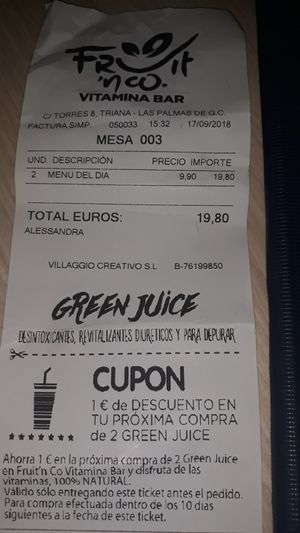 FRUIT
'n CO.
VITAMINA BAR
C/ TORRES 8, TRIANA - LAS PALMAS DE G.C
FACTURA SIMP. 050033 15.32 17/09/2018
MESA 003
UND. DESCRIPCIÓN PRECIO IMPORTE
2 MENU DEL DIA 9,90 19,80
TOTAL EUROS: 19,80
ALESSANDRA
VILLAGGIO CREATIVO S.L B-76199850
GREEN JUICE
DESINTOXICANTES, REVITALIZANTES DIURETICOS Y PARA DEPURAR
CUPON
1 € de DESCUENTO EN
TU PRÓXIMA COMPRA
de 2 GREEN JUICE
Ahorra 1 € en la próxima compra de 2 Green Juice
en Fruit'n Co Vitamina Bar y disfruta de las
vitaminas, 100% NATURAL.
Válido sólo entregando este ticket antes el pedido.
Para compra efectuada dentro de los 10 días
siguientes a la fecha de este ticket.